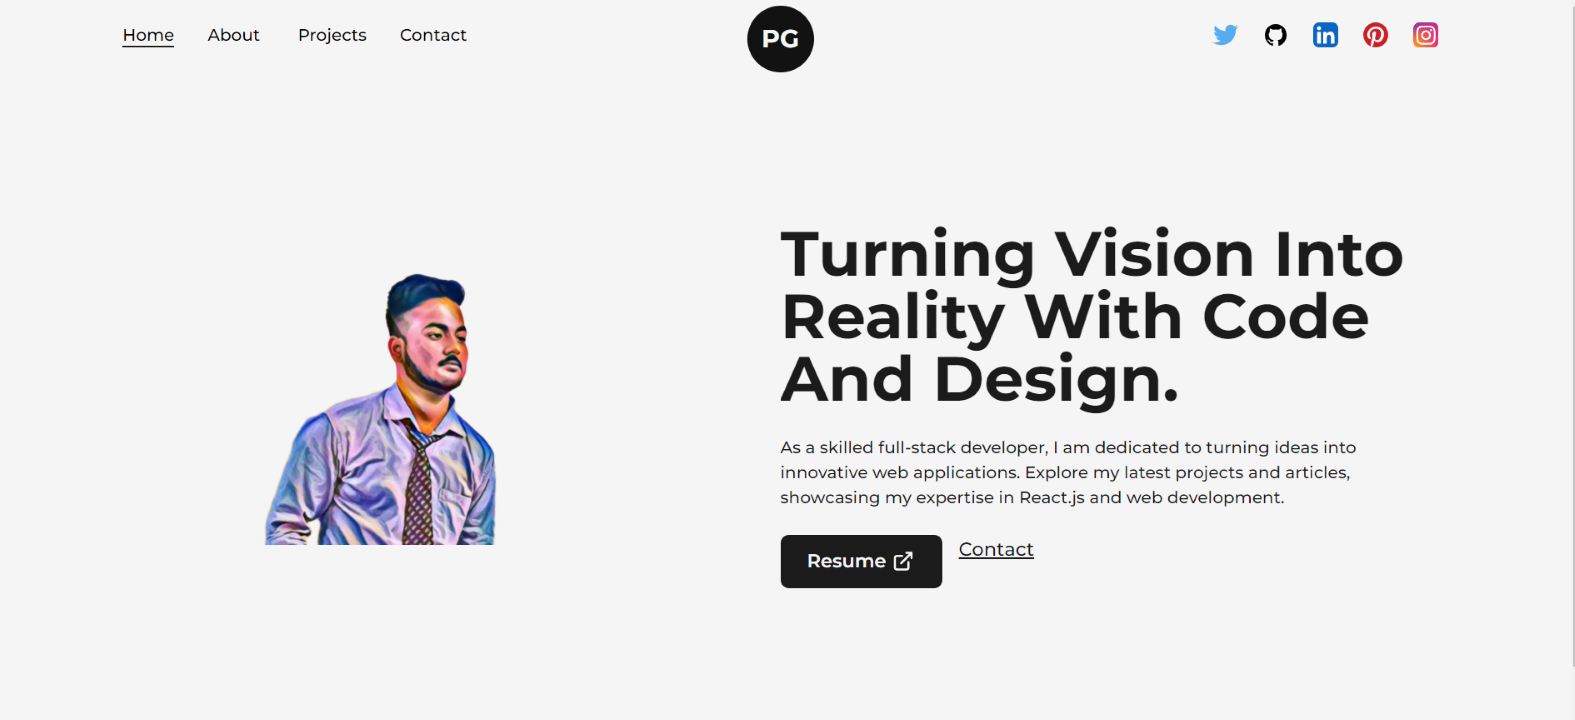 Home About Projects Contact
PG
Turning Vision Into
Reality With Code
And Design.
As a skilled full-stack developer, I am dedicated to turning ideas into
innovative web applications. Explore my latest projects and articles,
showcasing my expertise in React.js and web development.
Resume
Contact